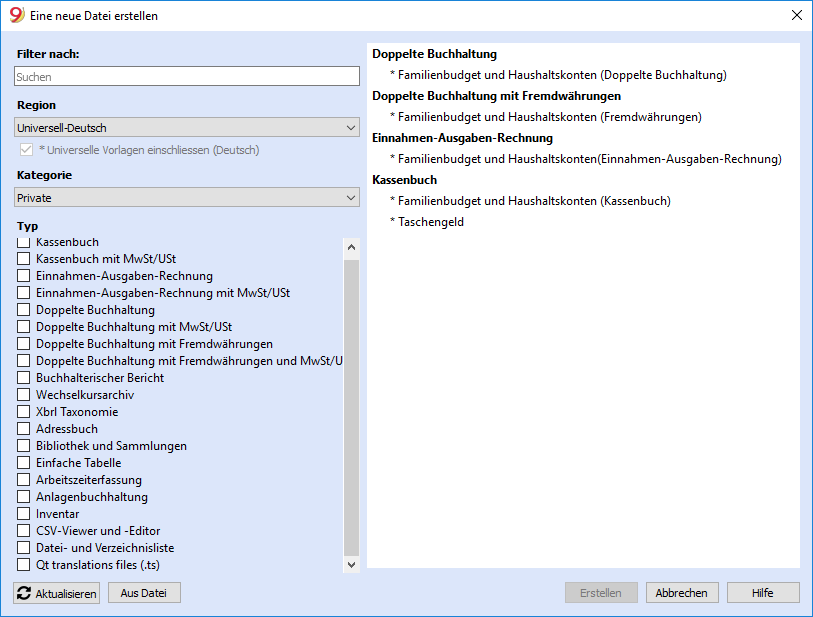 9 Eine neue Datei erstellen
Filter nach:
Suchen
Region
Universell-Deutsch
* Universelle Vorlagen einschliessen (Deutsch)
Kategorie
Private
Typ
Kassenbuch
Kassenbuch mit MwSt/USt
Einnahmen-Ausgaben-Rechnung
Einnahmen-Ausgaben-Rechnung mit MwSt/USt
Doppelte Buchhaltung
Doppelte Buchhaltung mit MwSt/USt
Doppelte Buchhaltung mit Fremdwährungen
Doppelte Buchhaltung mit Fremdwährungen und MwSt/U
Buchhalterischer Bericht
Wechselkursarchiv
Xbrl Taxonomie
Adressbuch
Bibliothek und Sammlungen
Einfache Tabelle
Arbeitszeiterfassung
Anlagenbuchhaltung
Inventar
CSV-Viewer und -Editor
Datei- und Verzeichnisliste
Qt translations files (.ts)
Doppelte Buchhaltung
* Familienbudget und Haushaltskonten (Doppelte Buchhaltung)
Doppelte Buchhaltung mit Fremdwährungen
* Familienbudget und Haushaltskonten (Fremdwährungen)
Einnahmen-Ausgaben-Rechnung
* Familienbudget und Haushaltskonten(Einnahmen-Ausgaben-Rechnung)
Kassenbuch
* Familienbudget und Haushaltskonten (Kassenbuch)
* Taschengeld
Aktualisieren
Aus Datei
Erstellen
Abbrechen
Hilfe